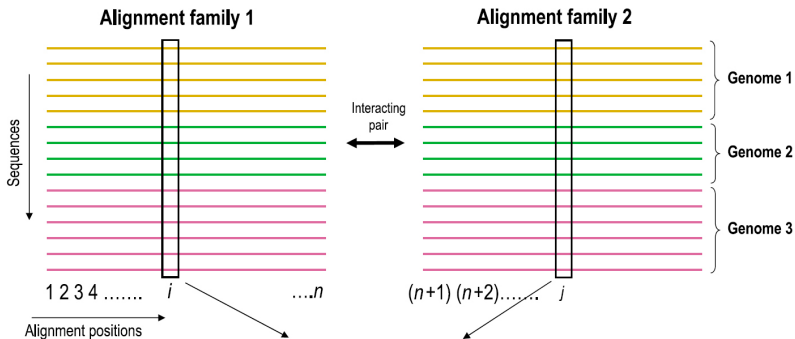 Alignment family 1
Alignment family 2
Genome 1
Interacting
pair
Genome 2
Sequences
Genome 3
1 2 3 4 ……. i ….n
(n+1) (n+2)……. j
Alignment positions